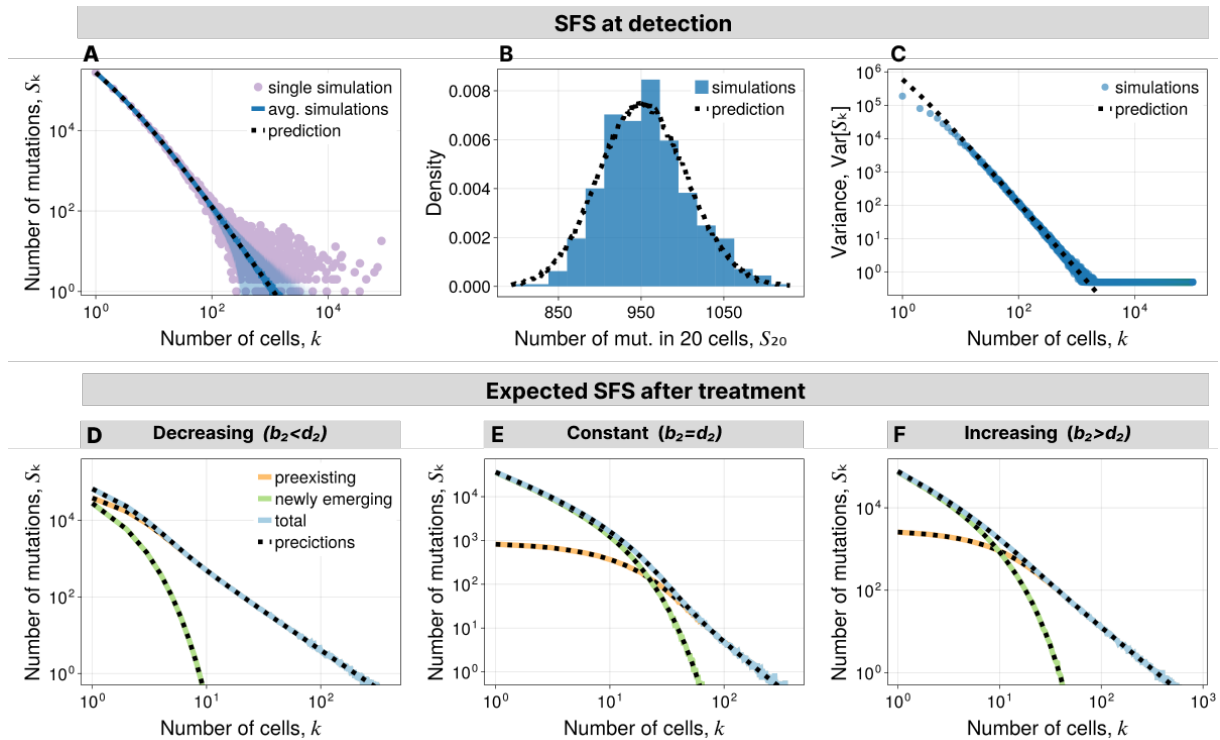 SFS at detection
A
Number of mutations, Sₖ
10⁴
10²
10⁰
10⁰
10²
10⁴
Number of cells, k
single simulation
avg. simulations
prediction
B
Density
0.008
0.006
0.004
0.002
0.000
850
950
1050
Number of mut. in 20 cells, S₂₀
simulations
prediction
C
Variance, Var[Sₖ]
10⁶
10⁵
10⁴
10³
10²
10¹
10⁰
10⁰
10²
10⁴
Number of cells, k
simulations
prediction
Expected SFS after treatment
D Decreasing (b₂<d₂)
Number of mutations, Sₖ
10⁴
10²
10⁰
10⁰
10¹
10²
Number of cells, k
preexisting
newly emerging
total
precictions
E Constant (b₂=d₂)
Number of mutations, Sₖ
10⁴
10³
10²
10¹
10⁰
10⁰
10¹
10²
Number of cells, k
F Increasing (b₂>d₂)
Number of mutations, Sₖ
10⁴
10²
10⁰
10⁰
10¹
10²
10³
Number of cells, k